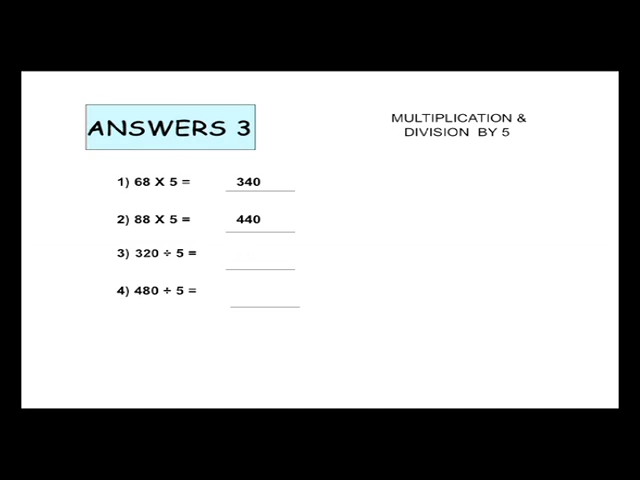 ANSWERS 3
MULTIPLICATION &
DIVISION BY 5
1) 68 X 5 = 340
2) 88 X 5 = 440
3) 320 ÷ 5 =
4) 480 ÷ 5 =